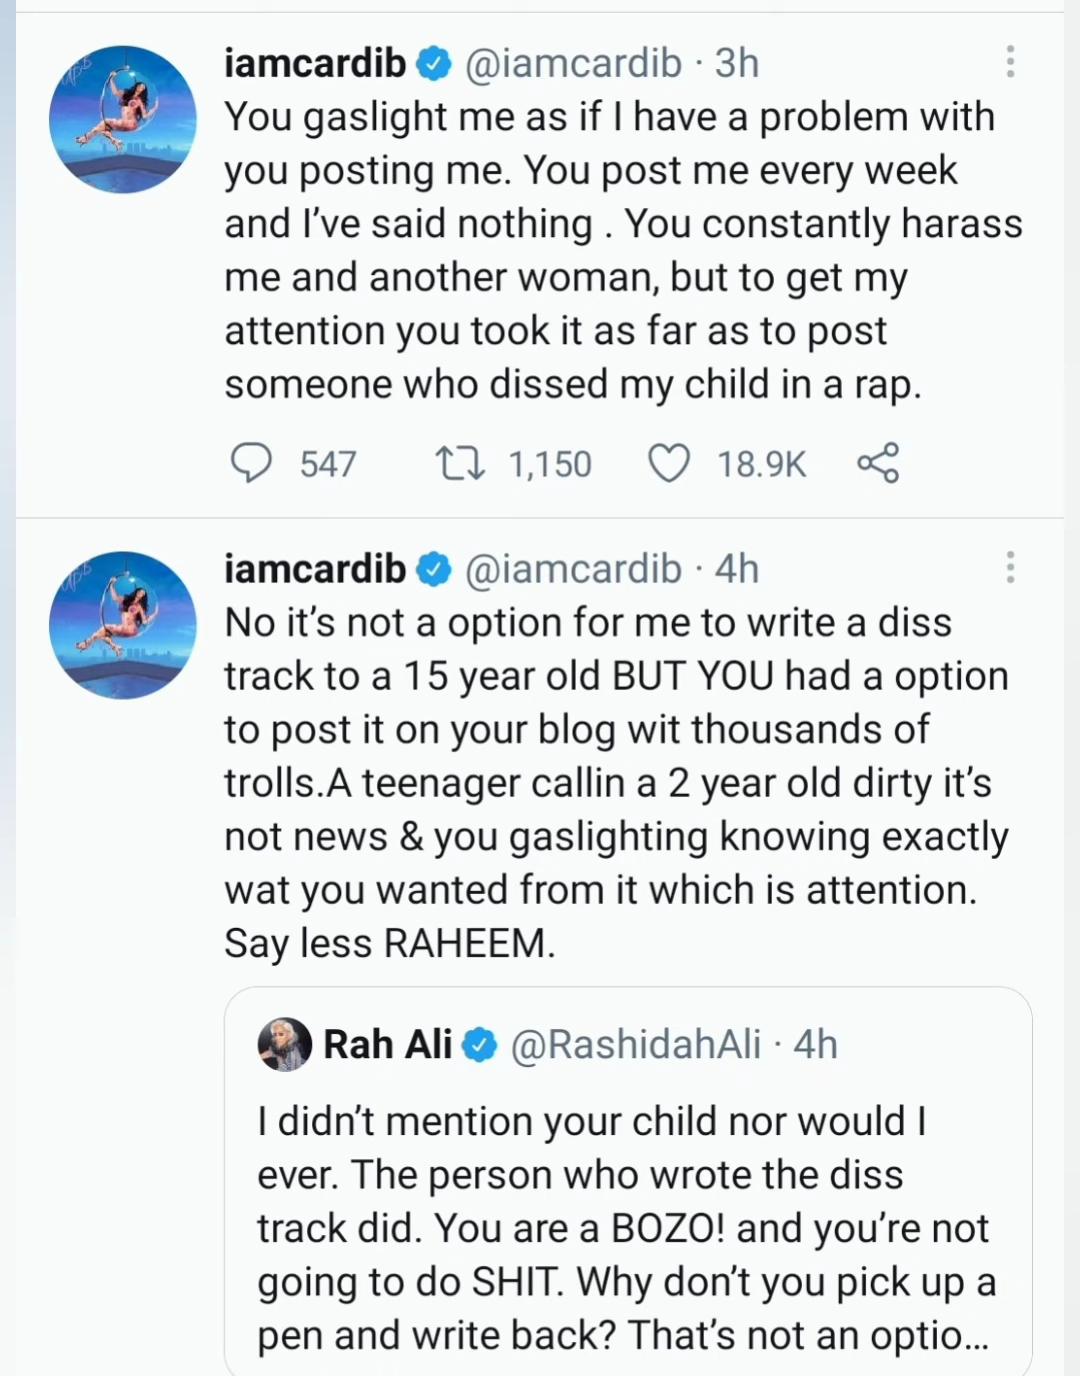 iamcardib @iamcardib · 3h
You gaslight me as if I have a problem with
you posting me. You post me every week
and I’ve said nothing . You constantly harass
me and another woman, but to get my
attention you took it as far as to post
someone who dissed my child in a rap.
547 1,150 18.9K
iamcardib @iamcardib · 4h
No it’s not a option for me to write a diss
track to a 15 year old BUT YOU had a option
to post it on your blog wit thousands of
trolls.A teenager callin a 2 year old dirty it’s
not news & you gaslighting knowing exactly
wat you wanted from it which is attention.
Say less RAHEEM.
Rah Ali @RashidahAli · 4h
I didn’t mention your child nor would I
ever. The person who wrote the diss
track did. You are a BOZO! and you’re not
going to do SHIT. Why don’t you pick up a
pen and write back? That’s not an optio...